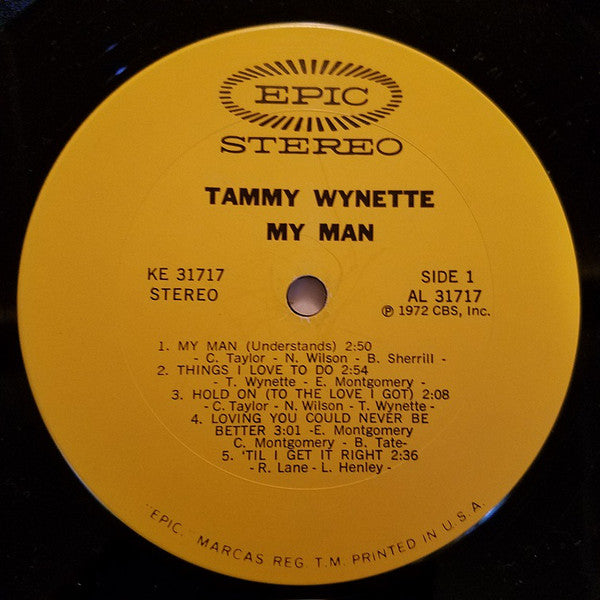 EPIC
STEREO
TAMMY WYNETTE
MY MAN
KE 31717
STEREO
SIDE 1
AL 31717
℗ 1972 CBS, Inc.
1. MY MAN (Understands) 2:50
- C. Taylor - N. Wilson - B. Sherrill -
2. THINGS I LOVE TO DO 2:54
- T. Wynette - E. Montgomery -
3. HOLD ON (TO THE LOVE I GOT) 2:08
- C. Taylor - N. Wilson - T. Wynette -
4. LOVING YOU COULD NEVER BE
BETTER 3:01 -E. Montgomery
C. Montgomery - B. Tate-
5. 'TIL I GET IT RIGHT 2:36
- R. Lane - L. Henley -
"EPIC, MARCAS REG. T.M. PRINTED IN U.S.A.